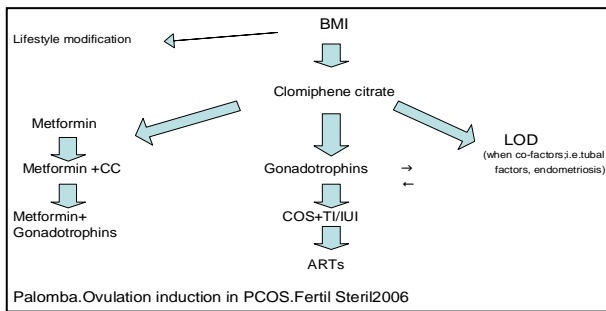 BMI
Lifestyle modification
Clomiphene citrate
Metformin
LOD
(when co-factors;i.e.tubal
factors, endometriosis)
Metformin +CC
Gonadotrophins
→
←
Metformin+
Gonadotrophins
COS+TI/IUI
ARTs
Palomba.Ovulation induction in PCOS.Fertil Steril2006